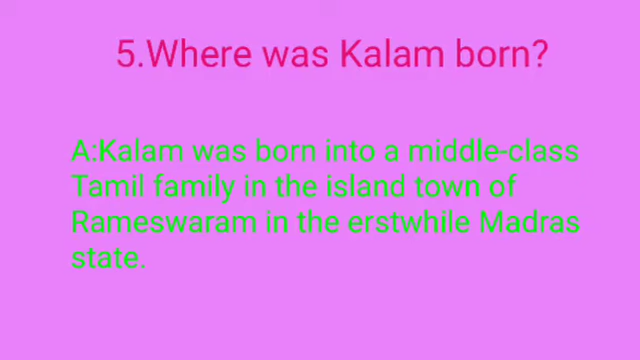 5.Where was Kalam born?
A:Kalam was born into a middle-class
Tamil family in the island town of
Rameswaram in the erstwhile Madras
state.